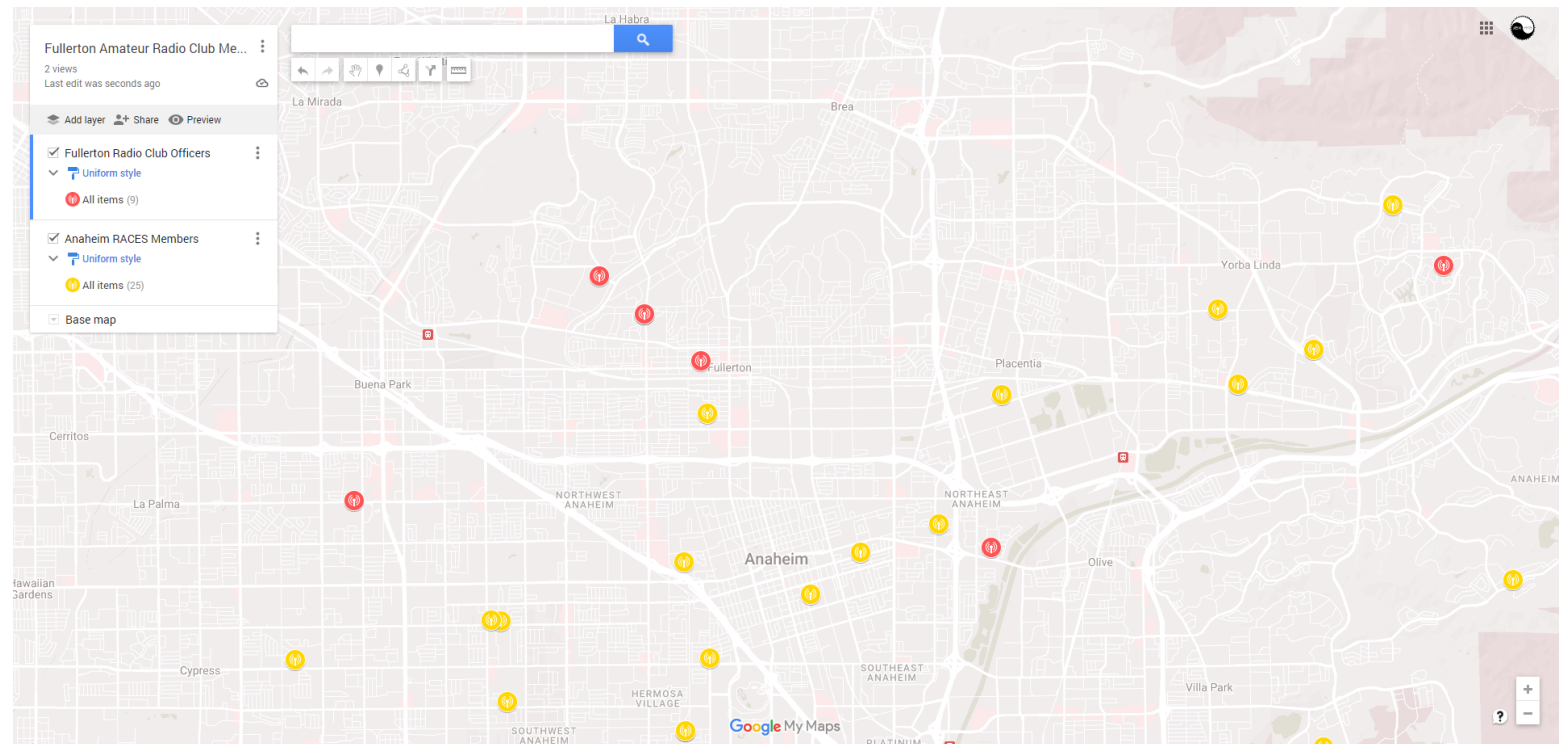 La Habra
Fullerton Amateur Radio Club Me...
2 views
Last edit was seconds ago
Add layer
Share
Preview
Fullerton Radio Club Officers
Uniform style
All items (9)
Anaheim RACES Members
Uniform style
All items (25)
Base map
La Mirada
Brea
Yorba Linda
Placentia
Fullerton
Buena Park
Cerritos
La Palma
NORTHWEST
ANAHEIM
NORTHEAST
ANAHEIM
ANAHEIM
Anaheim
Olive
Hawaiian
Gardens
Cypress
SOUTHEAST
ANAHEIM
HERMOSA
VILLAGE
Villa Park
Google My Maps
SOUTHWEST
ANAHEIM
PLATINUM
+
−
?